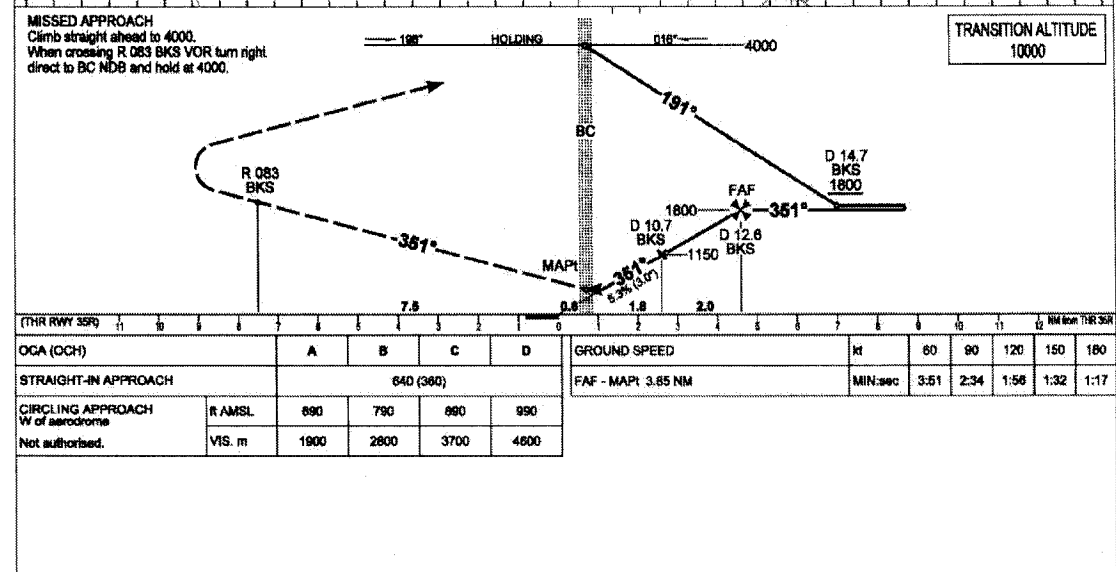 MISSED APPROACH
Climb straight ahead to 4000.
When crossing R 083 BKS VOR turn right
direct to BC NDB and hold at 4000.
TRANSITION ALTITUDE
10000
196° HOLDING 016° 4000
191°
BC
R 083
BKS
D 14.7
BKS
1800
FAF
1800 351°
D 10.7
BKS
D 12.6
BKS
1150
351°
MAPt
351°
5.3% (3.0°)
7.5 0.6 1.8 2.0
(THR RWY 35R) 11 10 9 8 7 6 5 4 3 2 1 0 1 2 3 4 5 6 7 8 9 10 11 12 NM from THR 35R
OCA (OCH) A B C D
STRAIGHT-IN APPROACH 640 (360)
CIRCLING APPROACH
W of aerodrome
Not authorised.
ft AMSL 690 790 890 990
VIS. m 1900 2800 3700 4600
GROUND SPEED kt 60 90 120 150 180
FAF - MAPt 3.85 NM MIN:sec 3:51 2:34 1:56 1:32 1:17